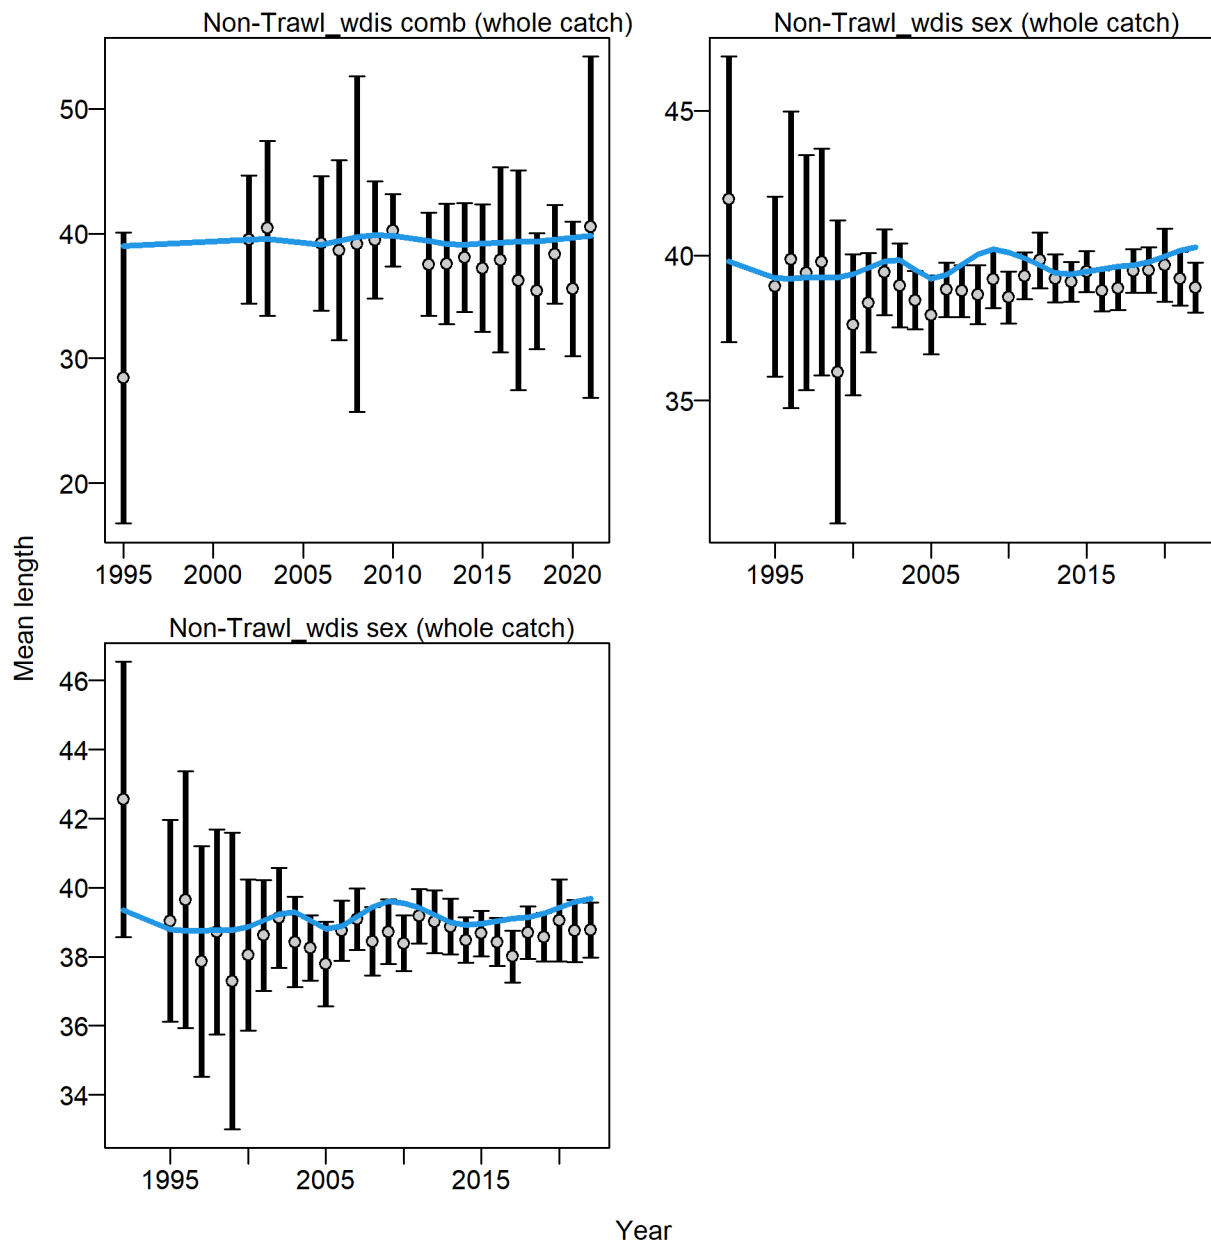 Non-Trawl_wdis comb (whole catch)
Non-Trawl_wdis sex (whole catch)
50
40
30
20
1995 2000 2005 2010 2015 2020
45
40
35
1995 2005 2015
Non-Trawl_wdis sex (whole catch)
46
44
42
40
38
36
34
1995 2005 2015
Mean length
Year